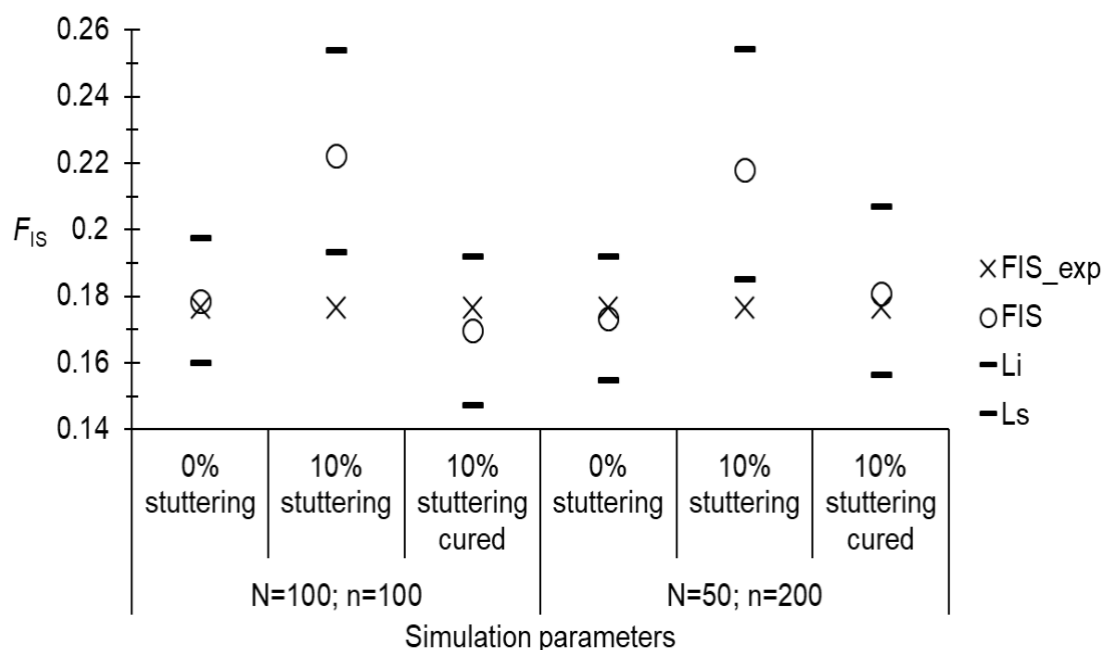 0.26
0.24
0.22
0.2
0.18
0.16
0.14
FIS
FIS_exp
FIS
Li
Ls
0%
stuttering
10%
stuttering
10%
stuttering
cured
0%
stuttering
10%
stuttering
10%
stuttering
cured
N=100; n=100
N=50; n=200
Simulation parameters